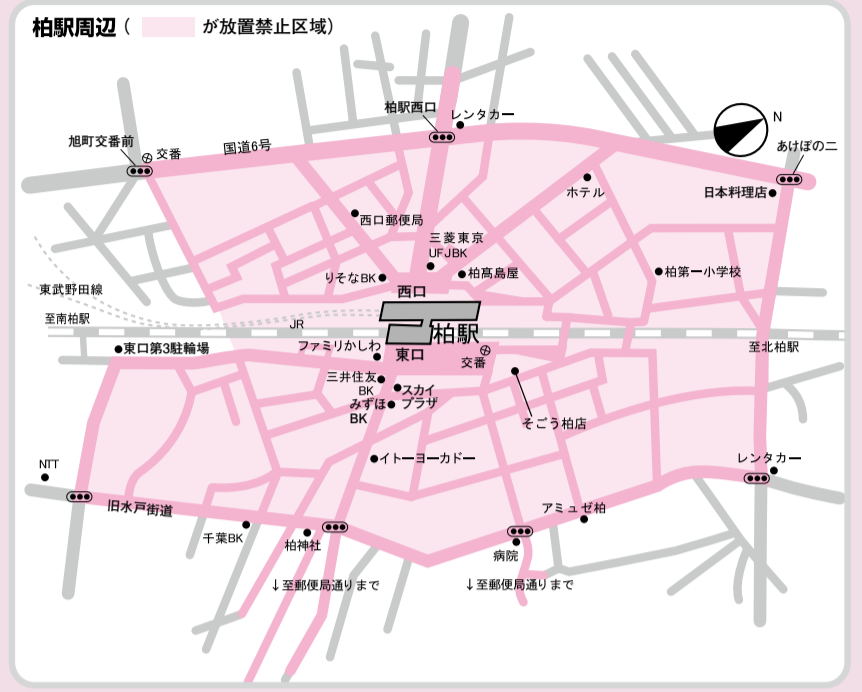 柏駅周辺（　　が放置禁止区域）
N
柏駅西口
レンタカー
旭町交番前
交番
国道6号
あけぼの二
日本料理店
ホテル
西口郵便局
三菱東京
UFJBK
りそなBK
柏髙島屋
柏第一小学校
西口
東武野田線
至南柏駅
JR
柏駅
至北柏駅
東口第3駐輪場
ファミリかしわ
東口
交番
三井住友
BK
スカイ
プラザ
みずほ
BK
そごう柏店
イトーヨーカドー
NTT
レンタカー
旧水戸街道
アミュゼ柏
千葉BK
柏神社
病院
↓至郵便局通りまで
↓至郵便局通りまで